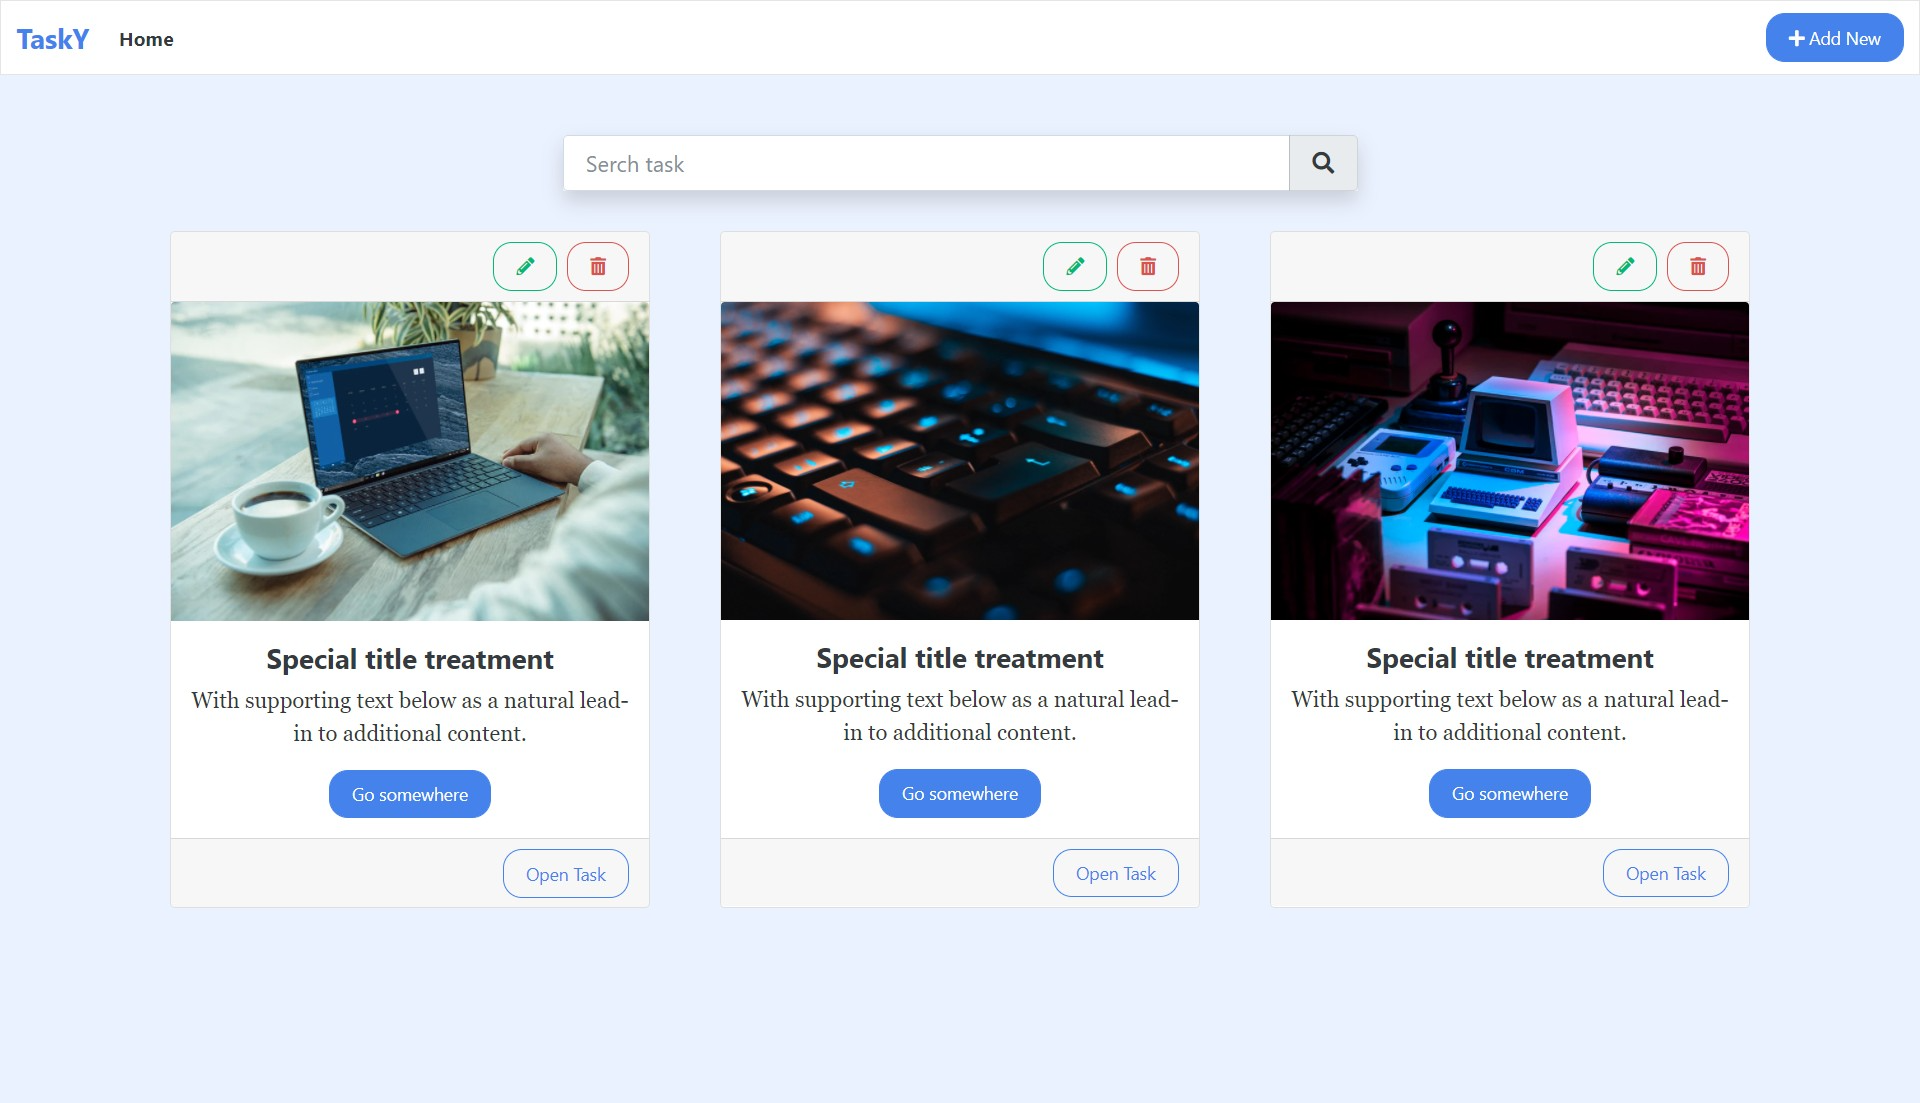 TaskY Home Add New
Serch task
Special title treatment
With supporting text below as a natural lead-
in to additional content.
Go somewhere
Open Task
Special title treatment
With supporting text below as a natural lead-
in to additional content.
Go somewhere
Open Task
Special title treatment
With supporting text below as a natural lead-
in to additional content.
Go somewhere
Open Task